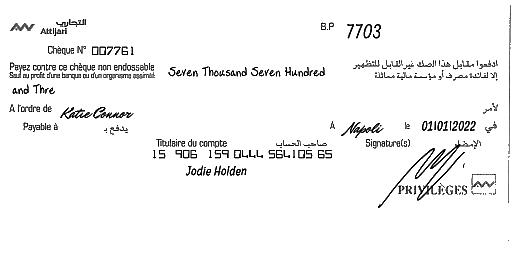 التجاري
Attijari
B.P 7703
Chèque N° 007761
Payez contre ce chèque non endossable
Sauf au profit d'une banque ou d'un organisme assimilé
Seven Thousand Seven Hundred
ادفعوا مقابل هذا الصك غير القابل للتظهير
إلا لفائدة مصرف أو مؤسسة مالية مماثلة
and Thre
A l'ordre de Katie Connor
لأمر
Payable à يدفع بـ
A Napoli le 01/01/2022 في
Titulaire du compte صاحب الحساب
Signature(s) الإمضاء
15 906 159 0444 564105 65
Jodie Holden
PRIVILÈGES